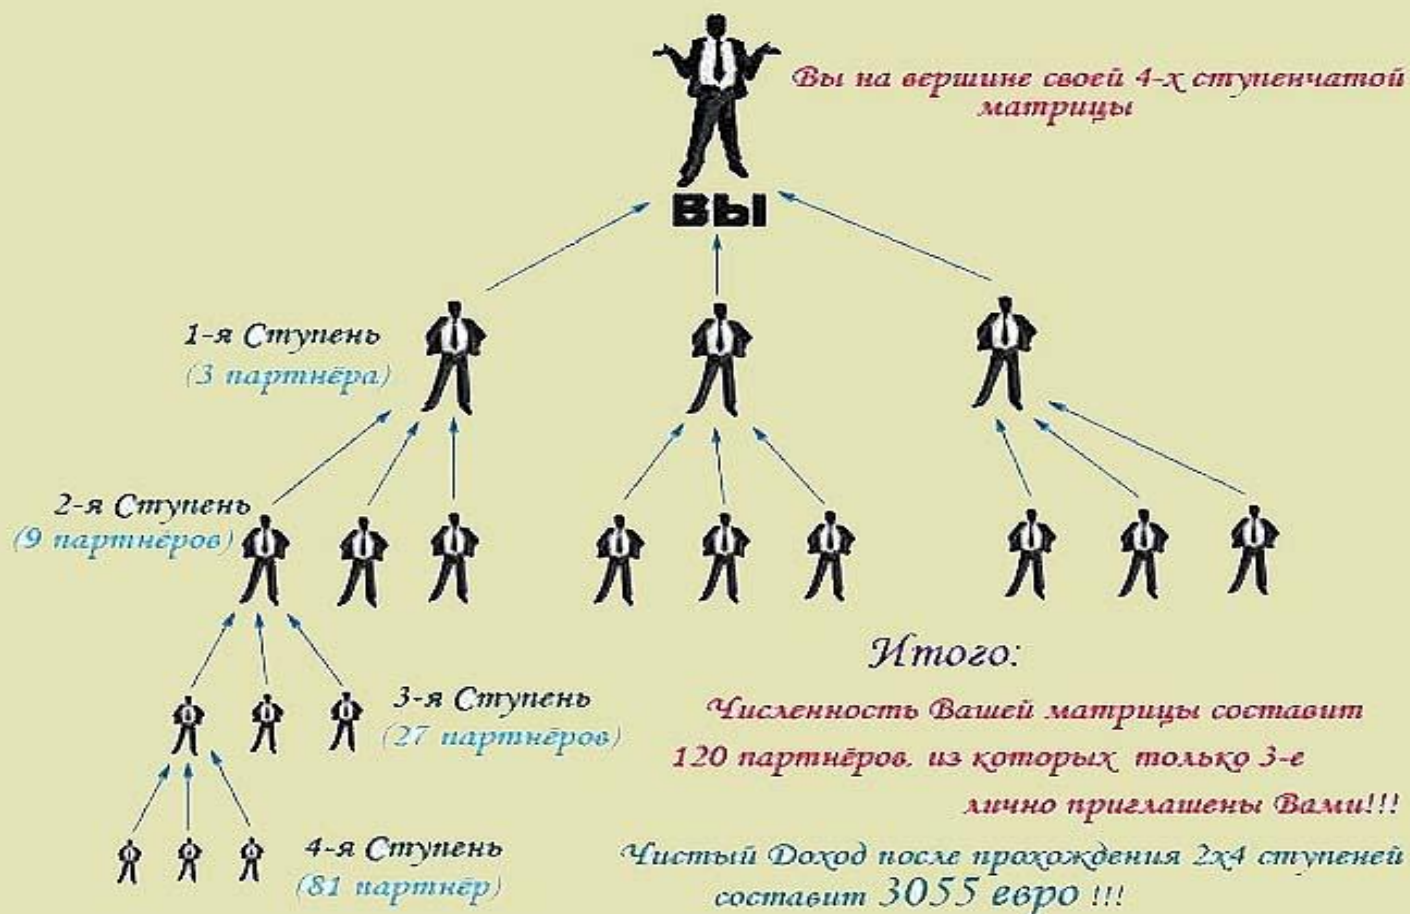 Вы на вершине своей 4-х ступенчатой
матрицы
ВЫ
1-я Ступень
(3 партнёра)
2-я Ступень
(9 партнёров)
3-я Ступень
(27 партнёров)
4-я Ступень
(81 партнёр)
Итого:
Численность Вашей матрицы составит
120 партнёров, из которых только 3-е
лично приглашены Вами!!!
Чистый Доход после прохождения 2х4 ступеней
составит 3055 евро !!!